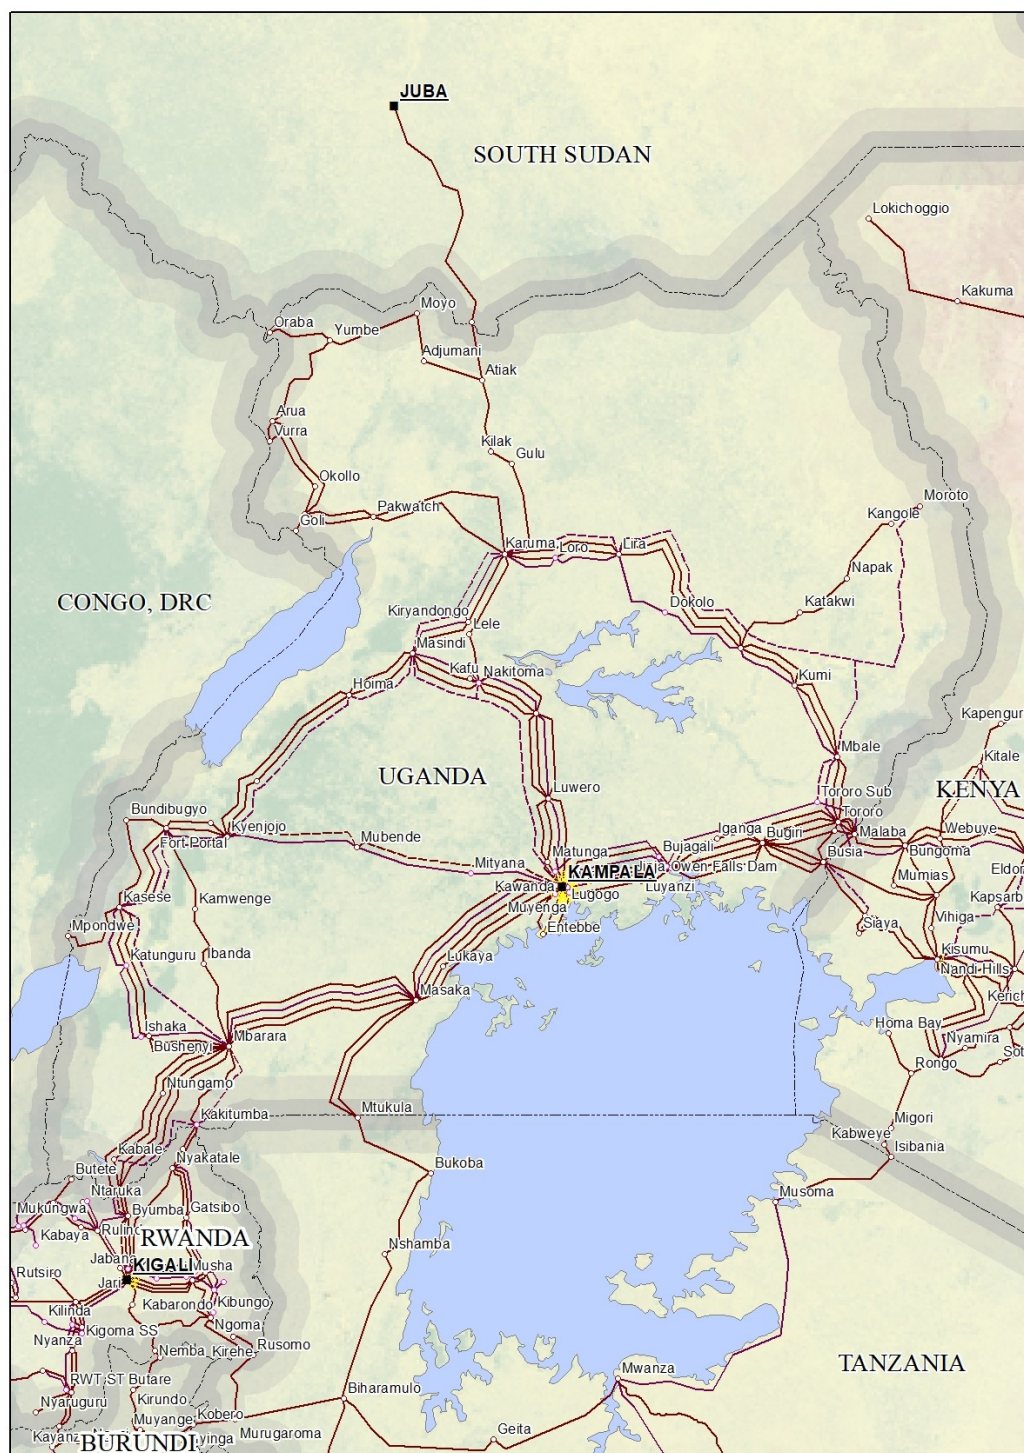 JUBA
SOUTH SUDAN
Lokichoggio
Kakuma
Moyo
Oraba
Yumbe
Adjumani
Atiak
Arua
Vurra
Kilak
Gulu
Okollo
Pakwatch
Goli
Moroto
Kangole
Karuma
Loro
Lira
Napak
CONGO, DRC
Kiryandongo
Lele
Dokolo
Katakwi
Masindi
Kafu
Nakitoma
Kumi
Hoima
Kapengur
Mbale
Kitale
UGANDA
KENYA
Luwero
Tororo Sub
Tororo
Bundibugyo
Kyenjojo
Iganga
Bugiri
Malaba
Webuye
Fort Portal
Mubende
Matunga
Bujagali
Busia
Bungoma
Mityana
KAMPALA
Jinja
Owen Falls Dam
Eldor
Kasese
Kamwenge
Kawanda
Lugogo
Luyanzi
Mumias
Kapsarb
Muyenga
Mpondwe
Entebbe
Siaya
Vihiga
Katunguru
Ibanda
Lukaya
Kisumu
Nandi Hills
Masaka
Kerich
Ishaka
Bushenyi
Mbarara
Homa Bay
Nyamira
Sot
Rongo
Ntungamo
Kakitumba
Mtukula
Migori
Kabweye
Isibania
Kabale
Nyakatale
Bukoba
Butete
Ntaruka
Musoma
Mukungwa
Byumba
Gatsibo
Kabaya
Rulind
RWANDA
Nshamba
Jabana
KIGALI
Musha
Rutsiro
Jari
Kilinda
Kabarondo
Kibungo
Ngoma
Nyanza
Kigoma SS
Nemba
Kirehe
Rusomo
TANZANIA
RWT ST Butare
Mwanza
Nyaruguru
Kirundo
Biharamulo
Muyange
Kobero
Geita
Kayanz
BURUNDI
yinga
Murugaroma